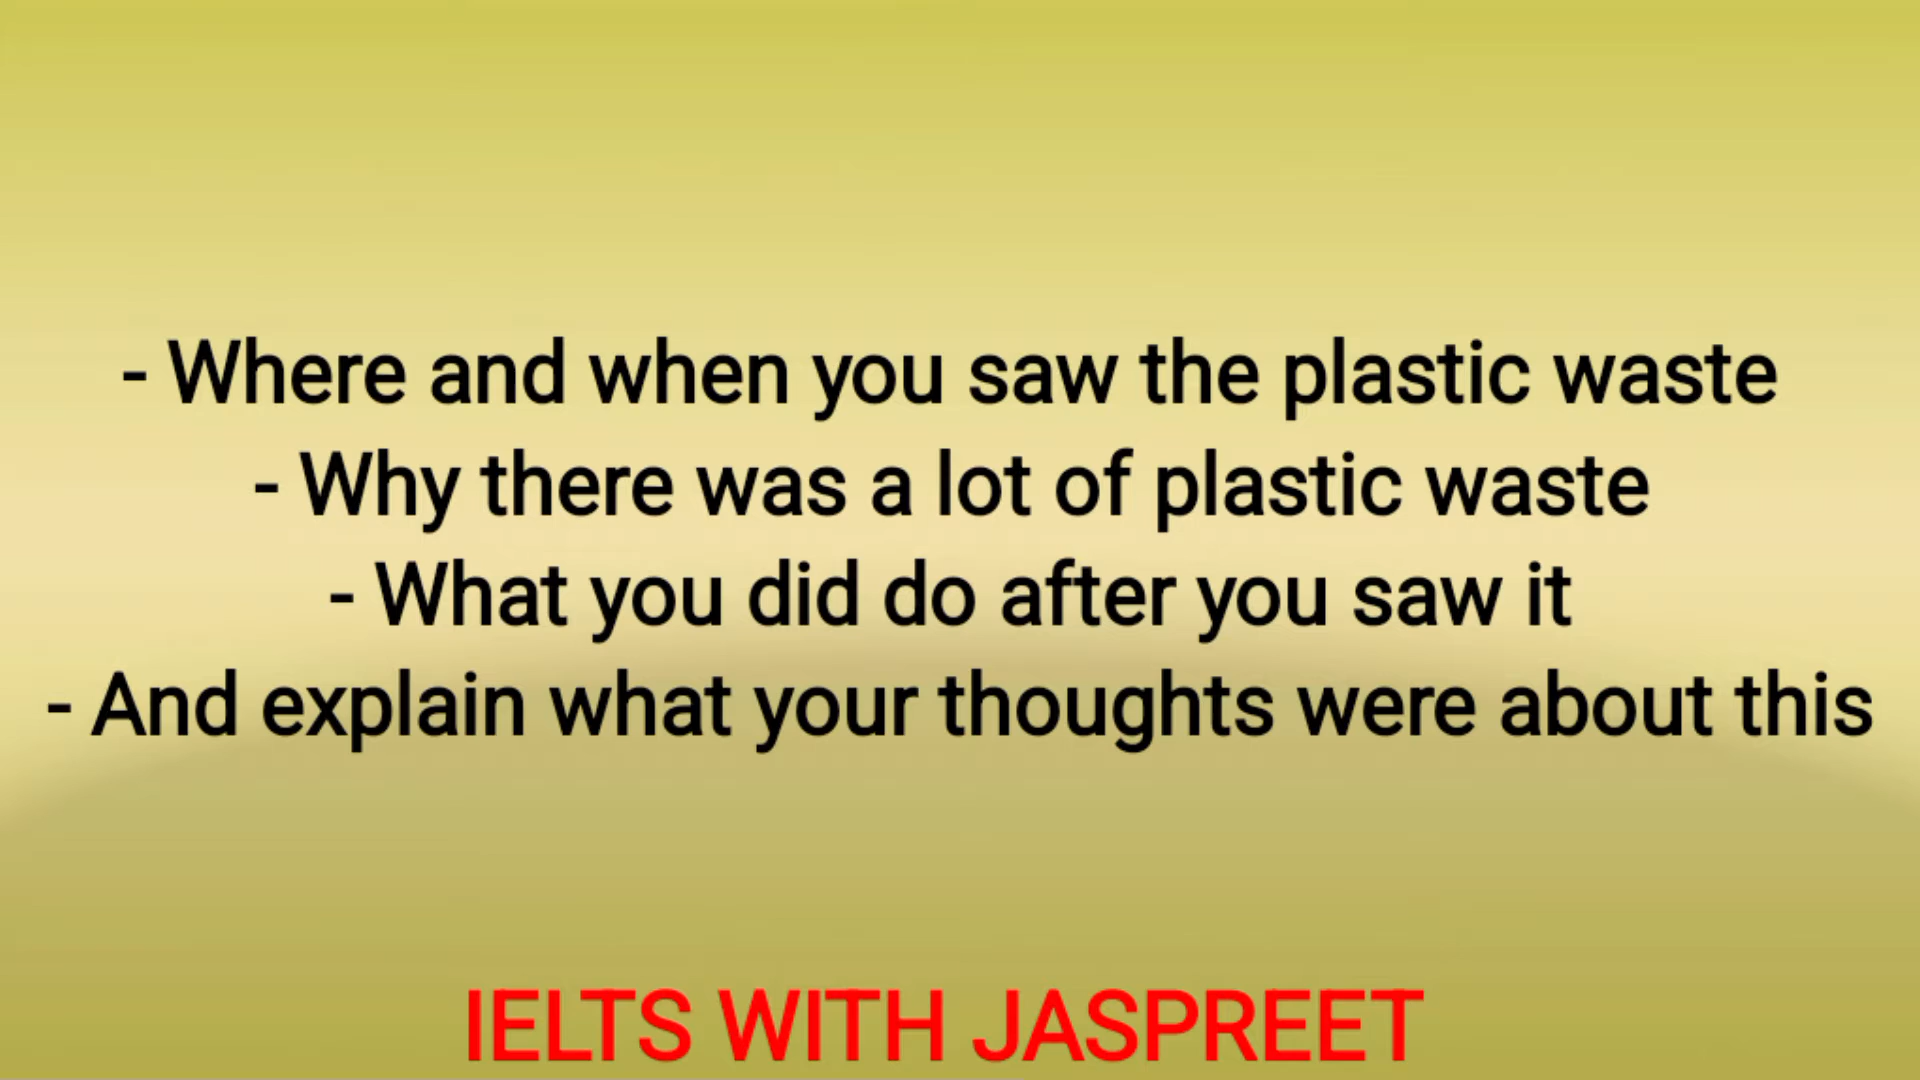 - Where and when you saw the plastic waste
- Why there was a lot of plastic waste
- What you did do after you saw it
- And explain what your thoughts were about this
IELTS WITH JASPREET